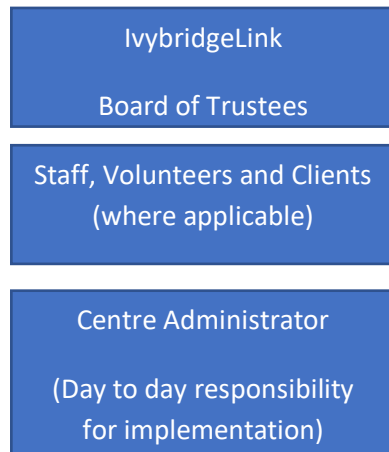 IvybridgeLink
Board of Trustees
Staff, Volunteers and Clients
(where applicable)
Centre Administrator
(Day to day responsibility
for implementation)